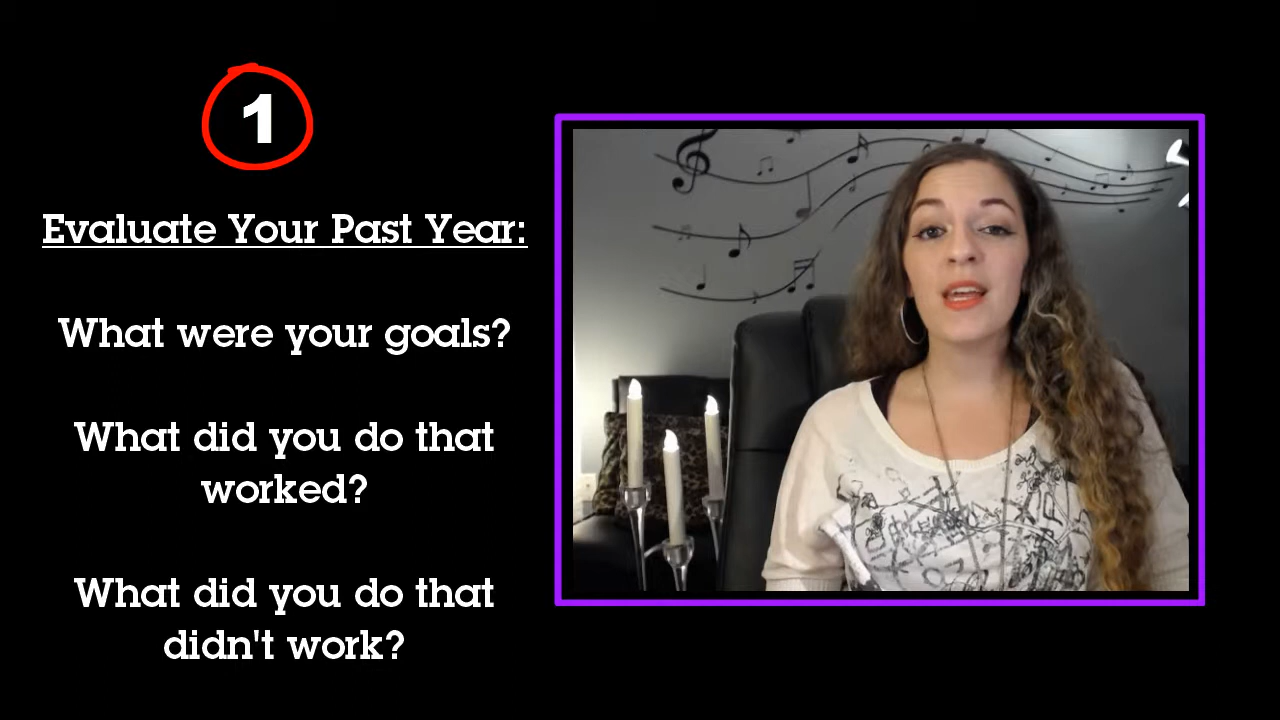 1
Evaluate Your Past Year:
What were your goals?
What did you do that
worked?
What did you do that
didn't work?